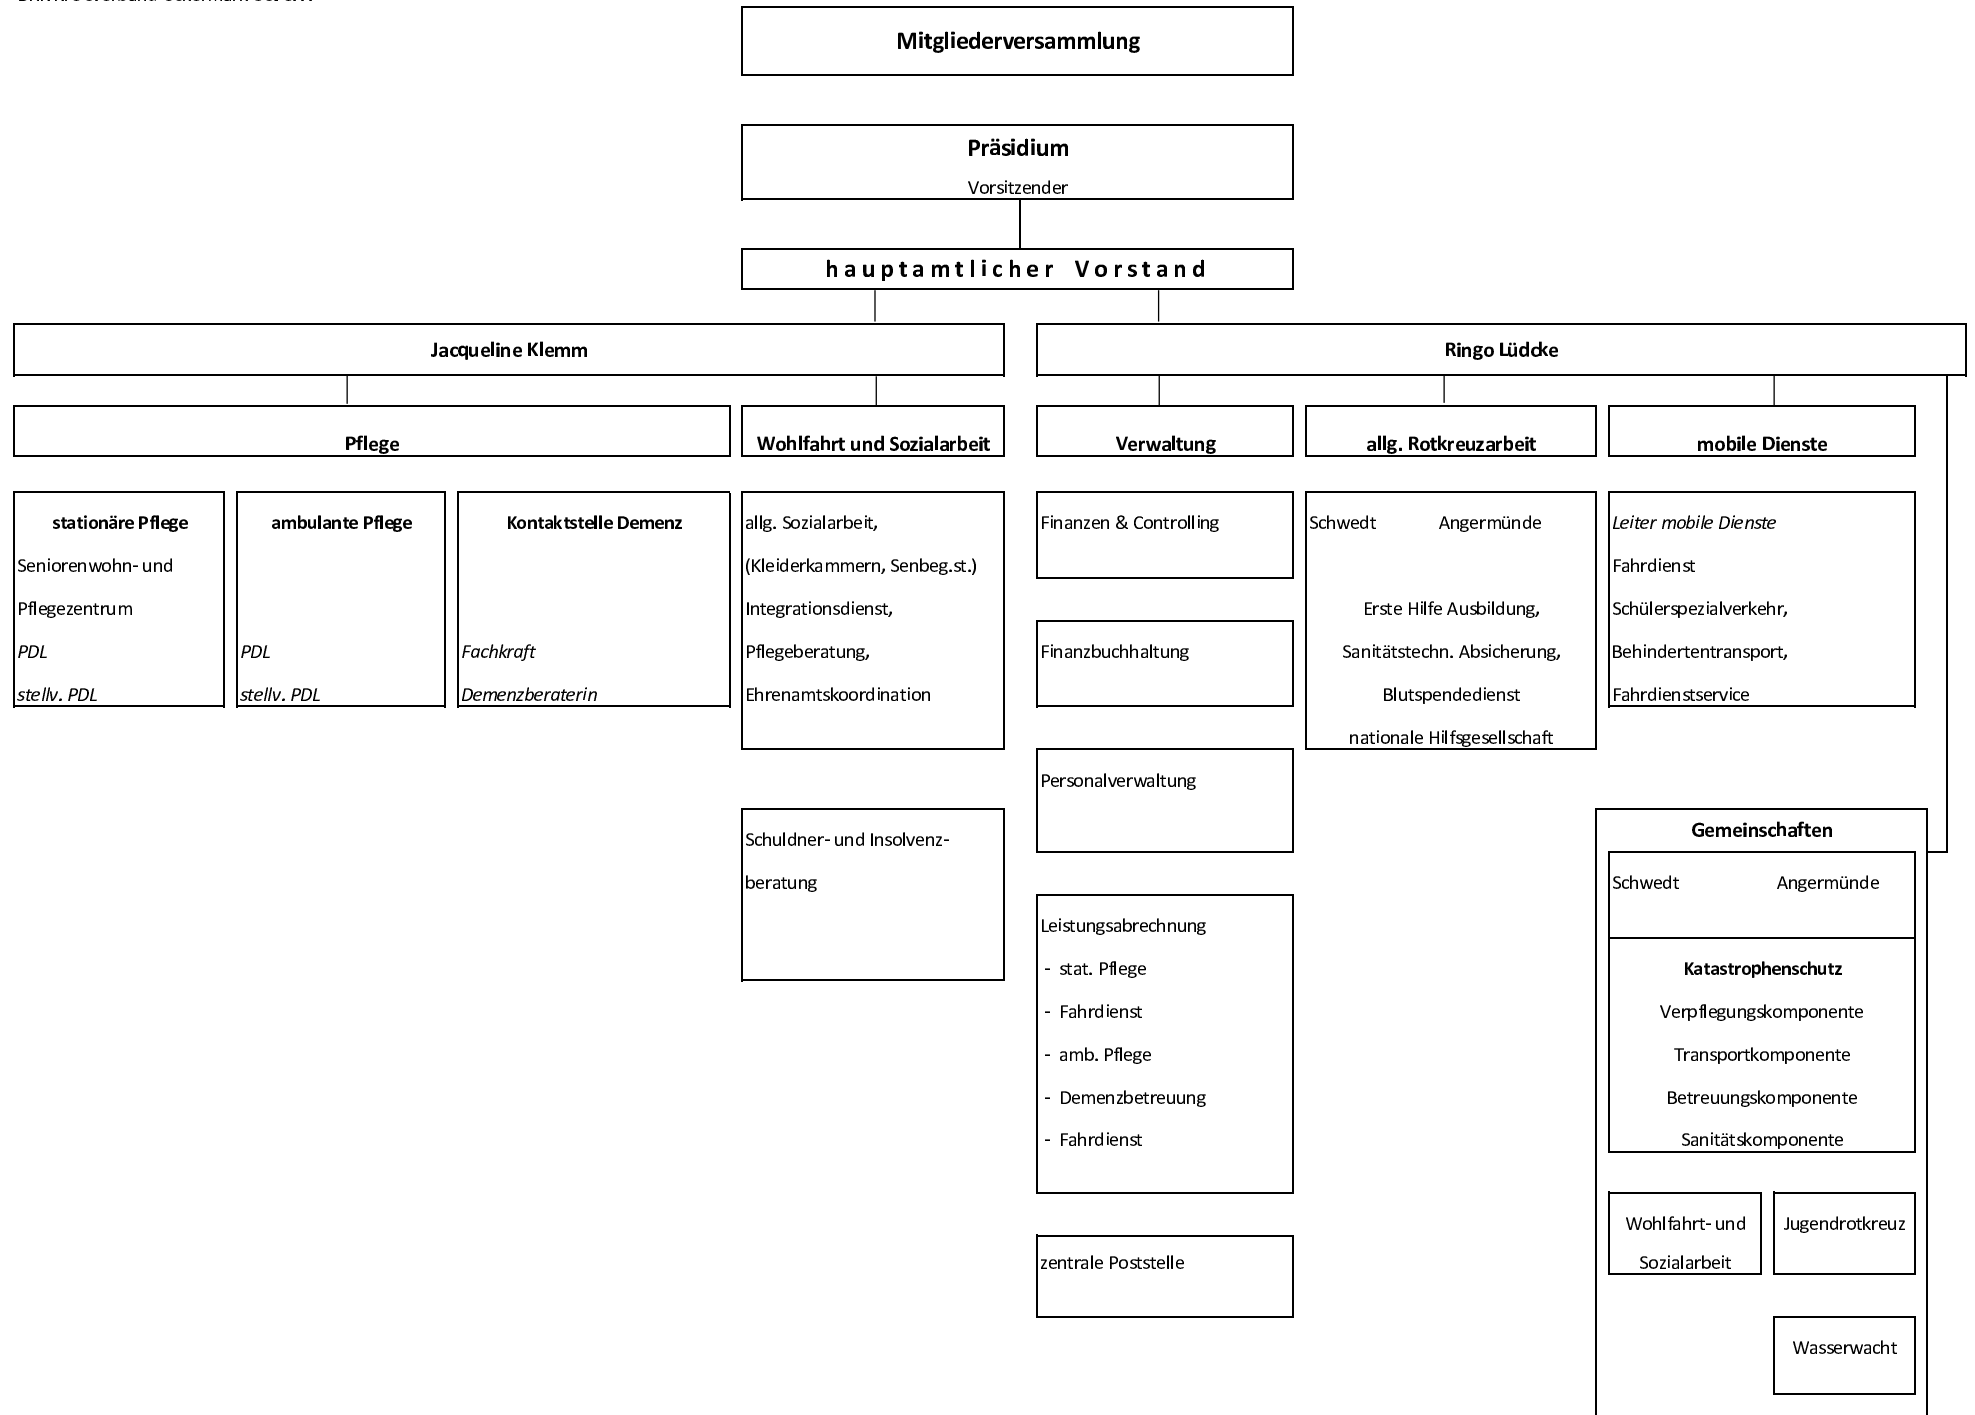 Mitgliederversammlung
Präsidium
Vorsitzender
hauptamtlicher Vorstand
Jacqueline Klemm
Ringo Lüdcke
Pflege
Wohlfahrt und Sozialarbeit
Verwaltung
allg. Rotkreuzarbeit
mobile Dienste
stationäre Pflege
Seniorenwohn- und
Pflegezentrum
PDL
stellv. PDL
ambulante Pflege
PDL
stellv. PDL
Kontaktstelle Demenz
Fachkraft
Demenzberaterin
allg. Sozialarbeit,
(Kleiderkammern, Senbeg.st.)
Integrationsdienst,
Pflegeberatung,
Ehrenamtskoordination
Schuldner- und Insolvenz-
beratung
Finanzen & Controlling
Finanzbuchhaltung
Personalverwaltung
Leistungsabrechnung
- stat. Pflege
- Fahrdienst
- amb. Pflege
- Demenzbetreuung
- Fahrdienst
zentrale Poststelle
Schwedt Angermünde
Erste Hilfe Ausbildung,
Sanitätstechn. Absicherung,
Blutspendedienst
nationale Hilfsgesellschaft
Leiter mobile Dienste
Fahrdienst
Schülerspezialverkehr,
Behindertentransport,
Fahrdienstservice
Gemeinschaften
Schwedt Angermünde
Katastrophenschutz
Verpflegungskomponente
Transportkomponente
Betreuungskomponente
Sanitätskomponente
Wohlfahrt- und
Sozialarbeit
Jugendrotkreuz
Wasserwacht